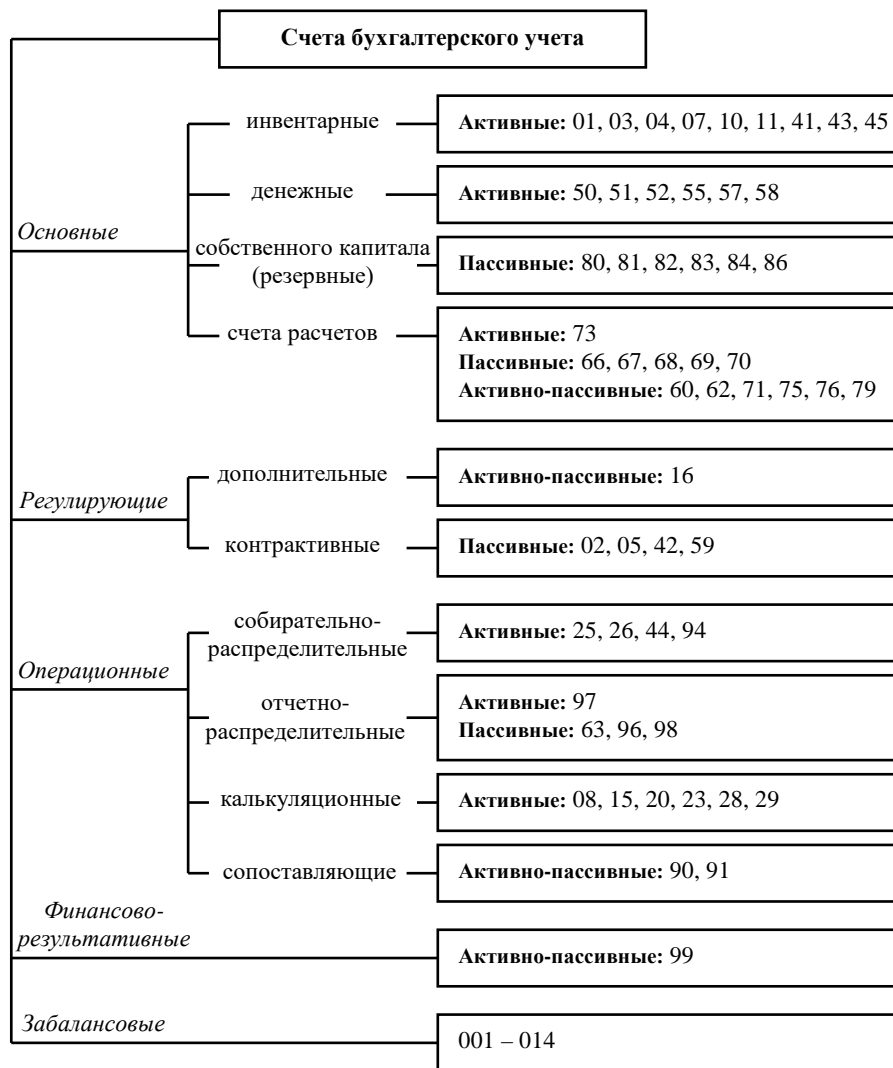 Счета бухгалтерского учета
инвентарные
Активные: 01, 03, 04, 07, 10, 11, 41, 43, 45
денежные
Активные: 50, 51, 52, 55, 57, 58
Основные
собственного капитала
(резервные)
Пассивные: 80, 81, 82, 83, 84, 86
счета расчетов
Активные: 73
Пассивные: 66, 67, 68, 69, 70
Активно-пассивные: 60, 62, 71, 75, 76, 79
дополнительные
Активно-пассивные: 16
Регулирующие
контрактивные
Пассивные: 02, 05, 42, 59
собирательно-
распределительные
Активные: 25, 26, 44, 94
Операционные
отчетно-
распределительные
Активные: 97
Пассивные: 63, 96, 98
калькуляционные
Активные: 08, 15, 20, 23, 28, 29
сопоставляющие
Активно-пассивные: 90, 91
Финансово-
результативные
Активно-пассивные: 99
Забалансовые
001 – 014